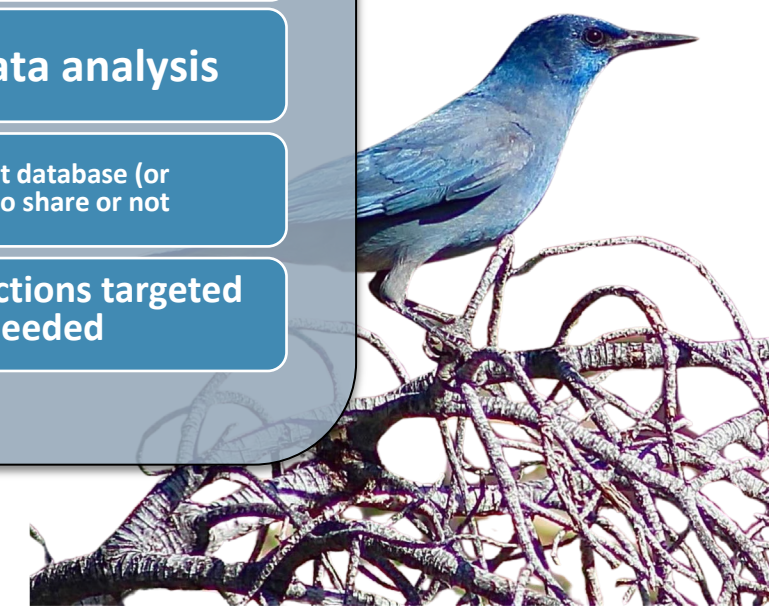 ata analysis
t database (or
o share or not
ctions targeted
eeded